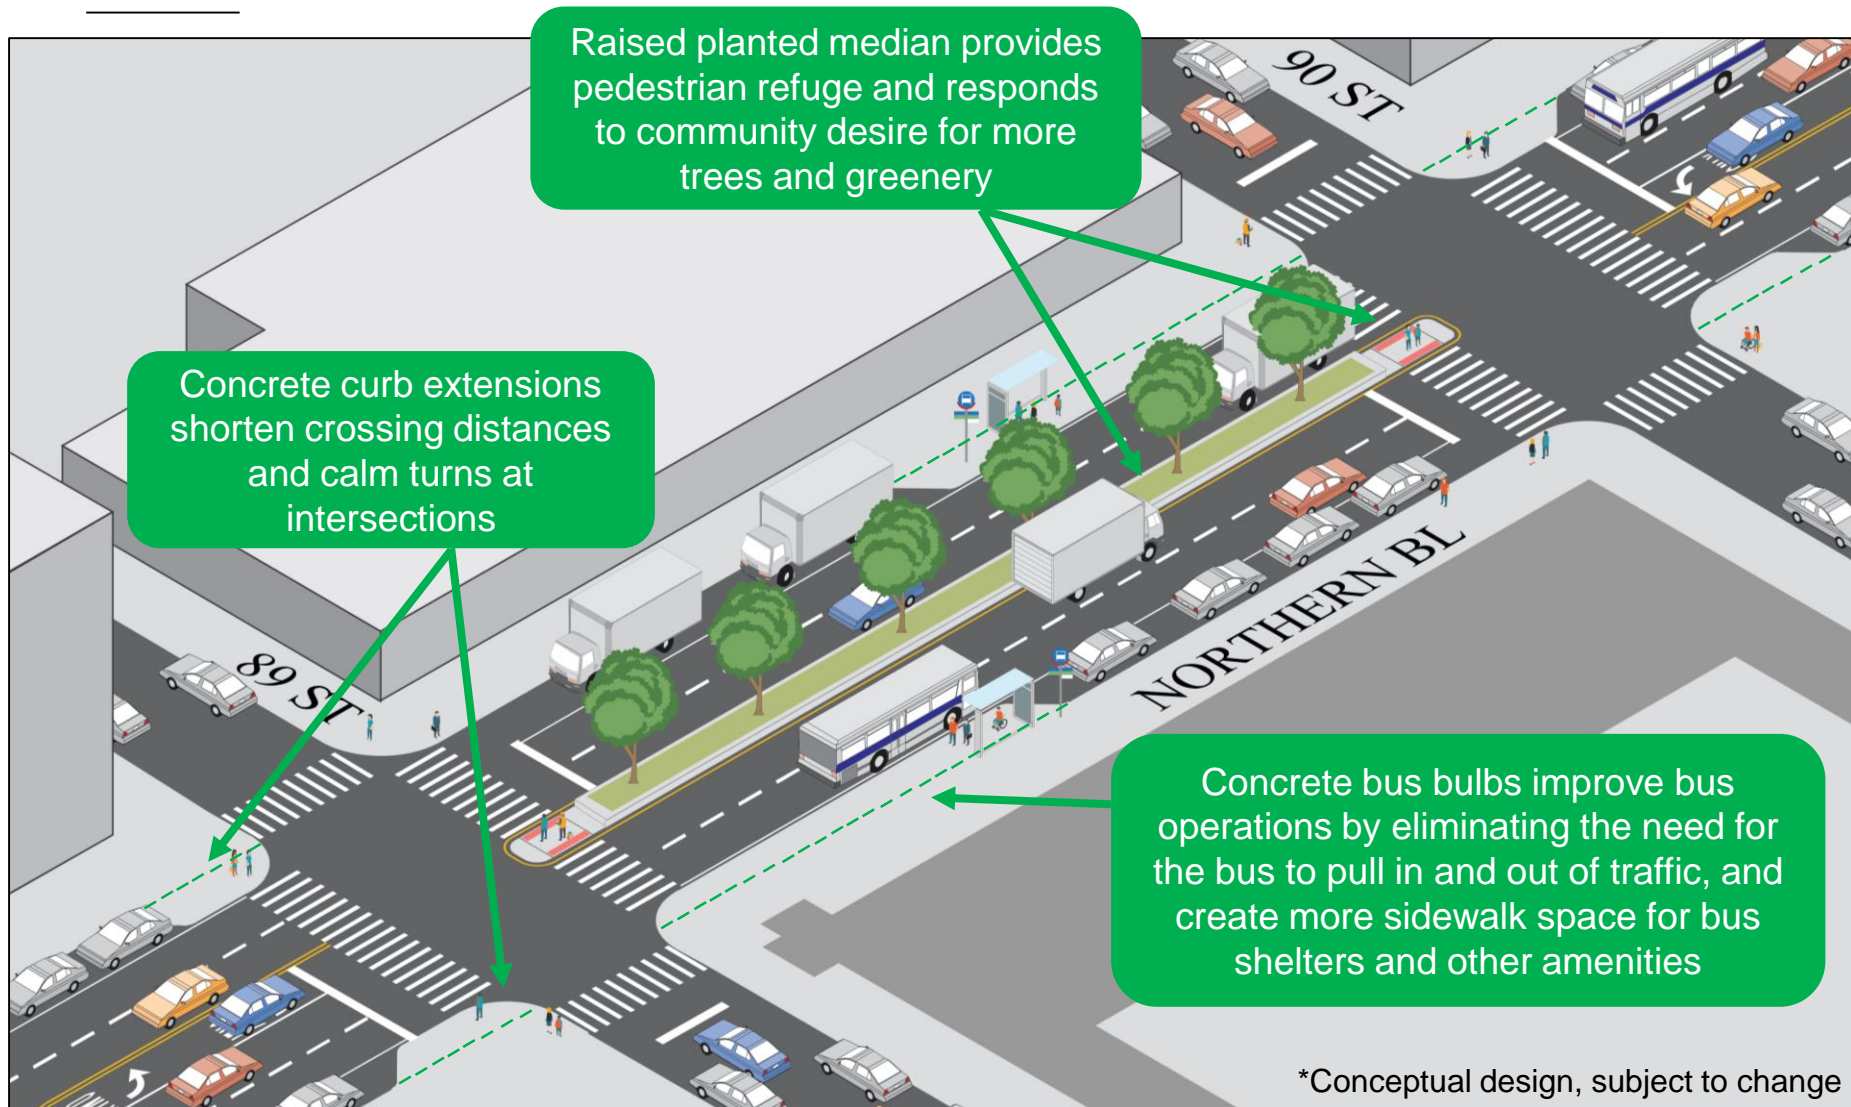 Raised planted median provides
pedestrian refuge and responds
to community desire for more
trees and greenery
90 ST
Concrete curb extensions
shorten crossing distances
and calm turns at
intersections
89 ST
NORTHERN BL
Concrete bus bulbs improve bus
operations by eliminating the need for
the bus to pull in and out of traffic, and
create more sidewalk space for bus
shelters and other amenities
*Conceptual design, subject to change